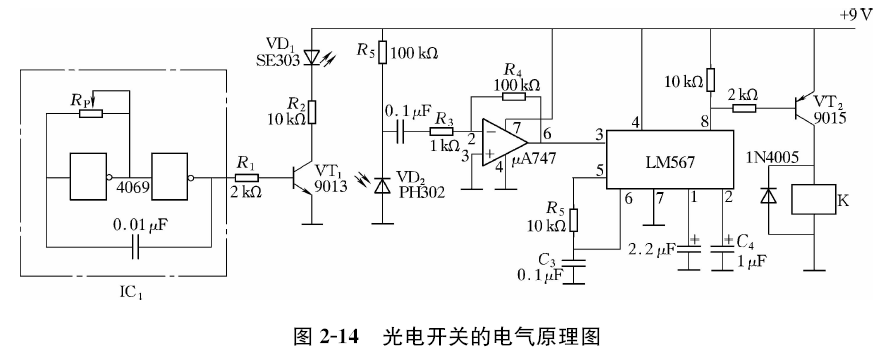 +9 V
VD₁
SE303
R₅
100 kΩ
R₄
100 kΩ
10 kΩ
2 kΩ
VT₂
9015
R_P
R₂
10 kΩ
0.1 μF
R₃
1 kΩ
2
3
7
4
6
μA747
3
4
8
5
LM567
6
7
1
2
1N4005
K
4069
R₁
2 kΩ
VT₁
9013
VD₂
PH302
0.01 μF
R₅
10 kΩ
C₃
0.1 μF
2.2 μF
C₄
1 μF
+
+
−
+
IC₁
图 2-14 光电开关的电气原理图